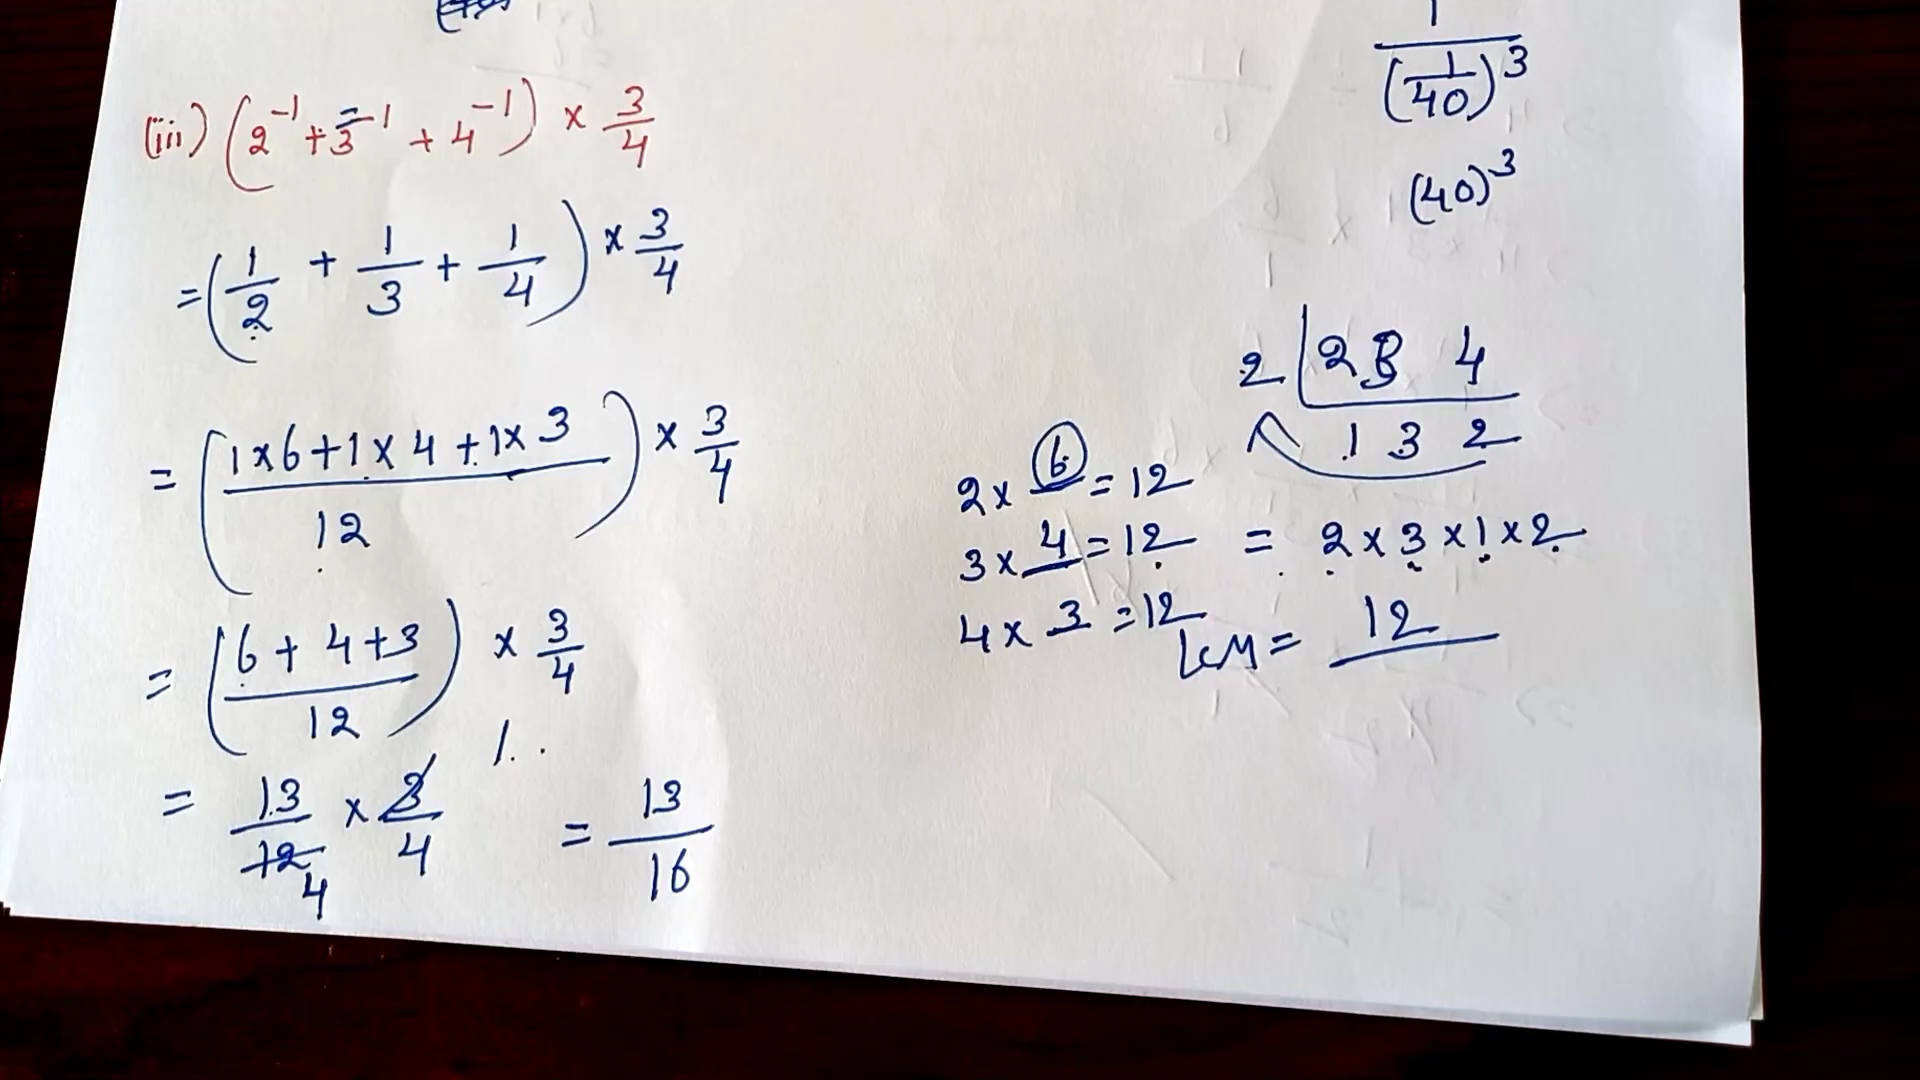 (iii) (2⁻¹ + 3⁻¹ + 4⁻¹) × 3/4
= (1/2 + 1/3 + 1/4) × 3/4
= ((1×6+1×4+1×3)/12) × 3/4
= ((6+4+3)/12) × 3/4
1.
= 13/12 × 3/4 = 13/16
4
1/(1/40)³
(40)³
2 | 2 3 4
1 3 2
2 × 6 = 12
3 × 4 = 12 = 2 × 3 × 1 × 2
4 × 3 = 12
LCM = 12